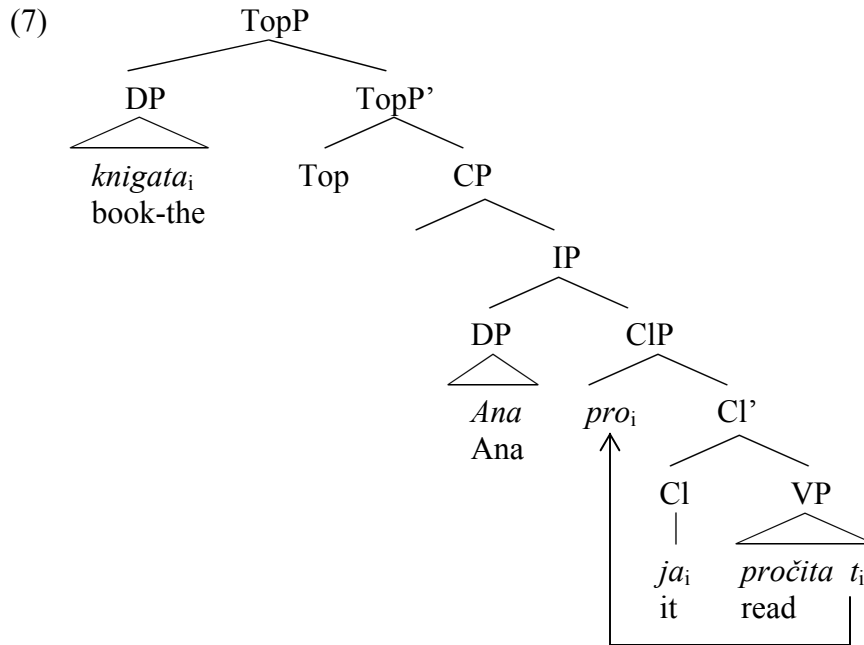 (7) TopP
DP TopP’
knigataᵢ Top CP
book-the
IP
DP ClP
Ana proᵢ Cl’
Ana
Cl VP
jaᵢ pročita tᵢ
it read